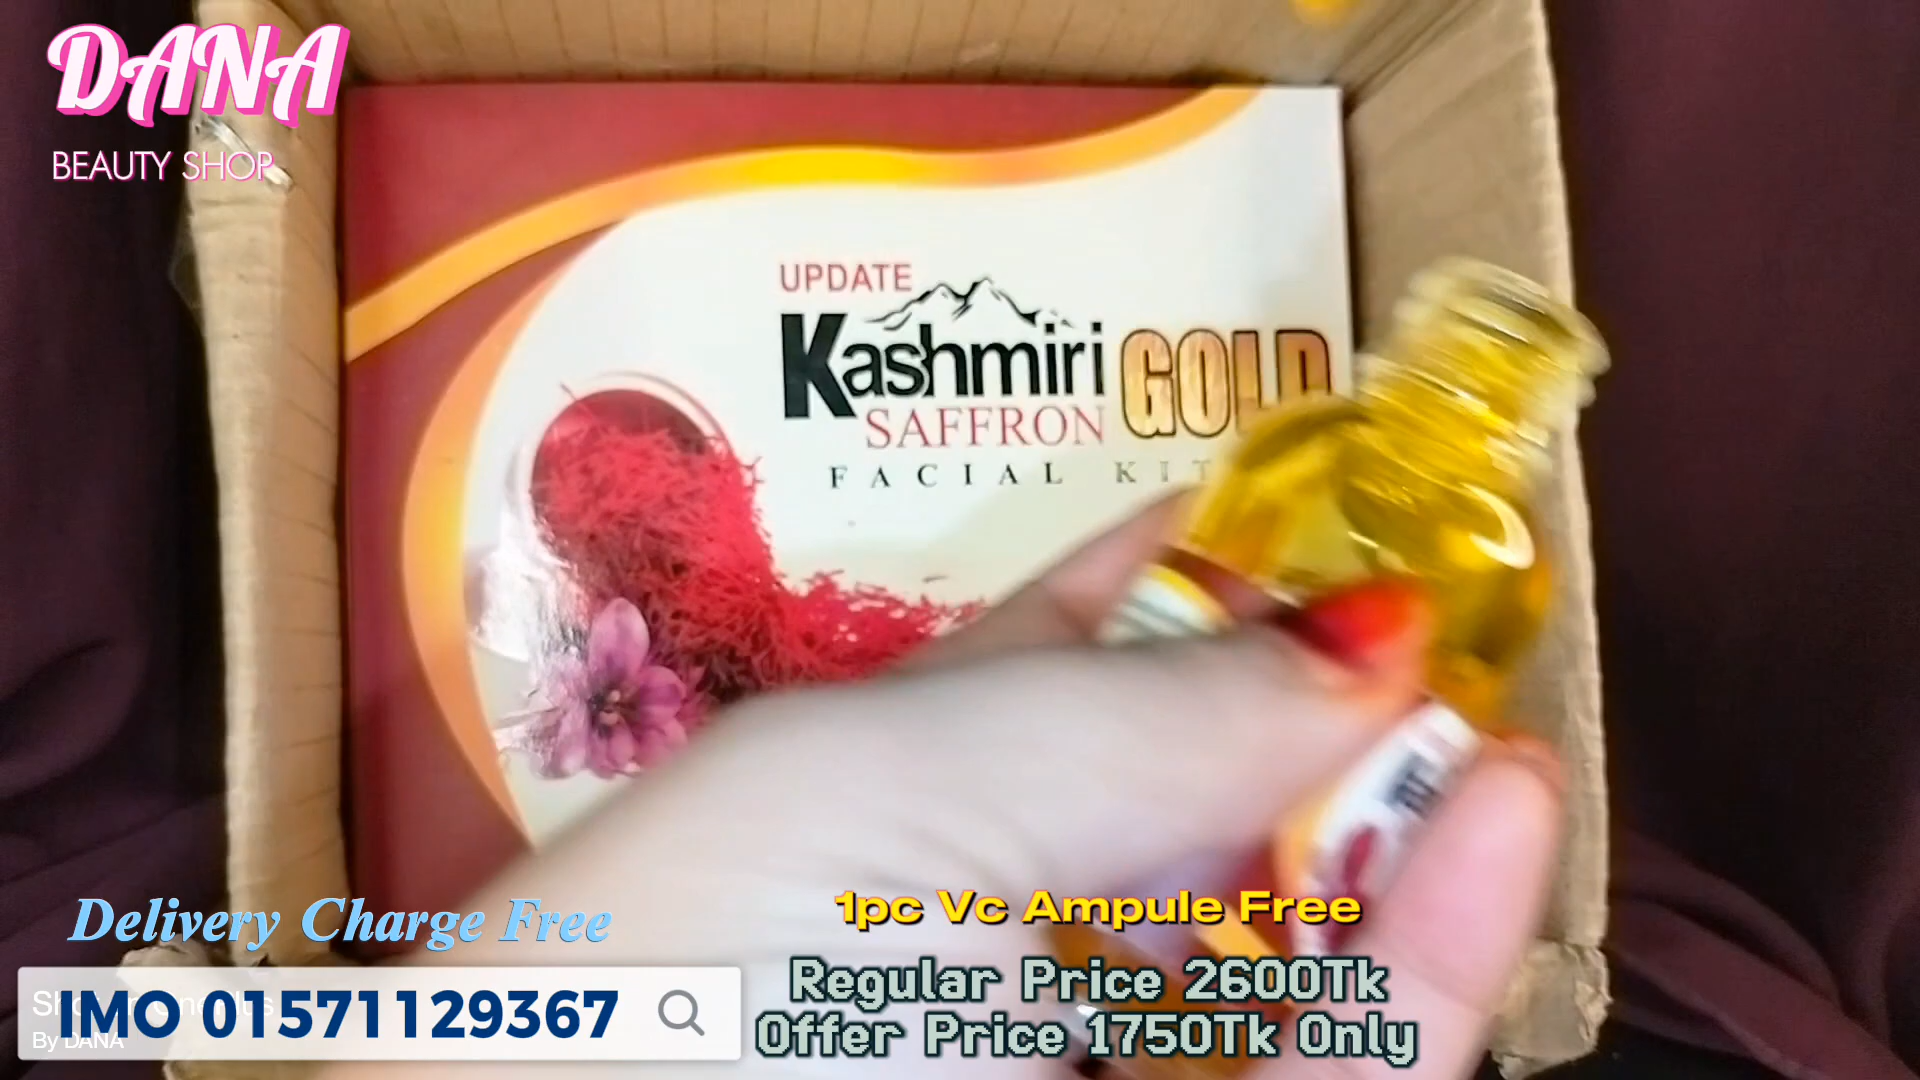 DANA
BEAUTY SHOP
UPDATE
Kashmiri GOLD
SAFFRON
FACIAL KIT
Delivery Charge Free
1pc Vc Ampule Free
IMO 01571129367
By DANA
Regular Price 2600Tk
Offer Price 1750Tk Only